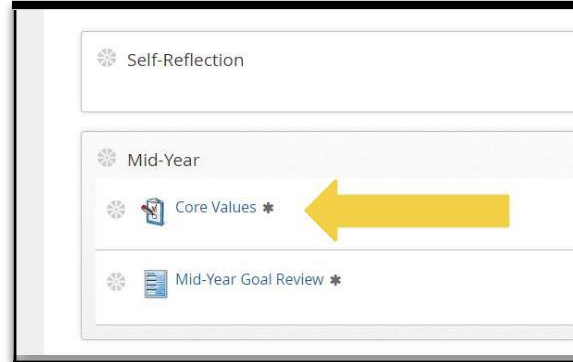 Self-Reflection
Mid-Year
Core Values ✱
Mid-Year Goal Review ✱